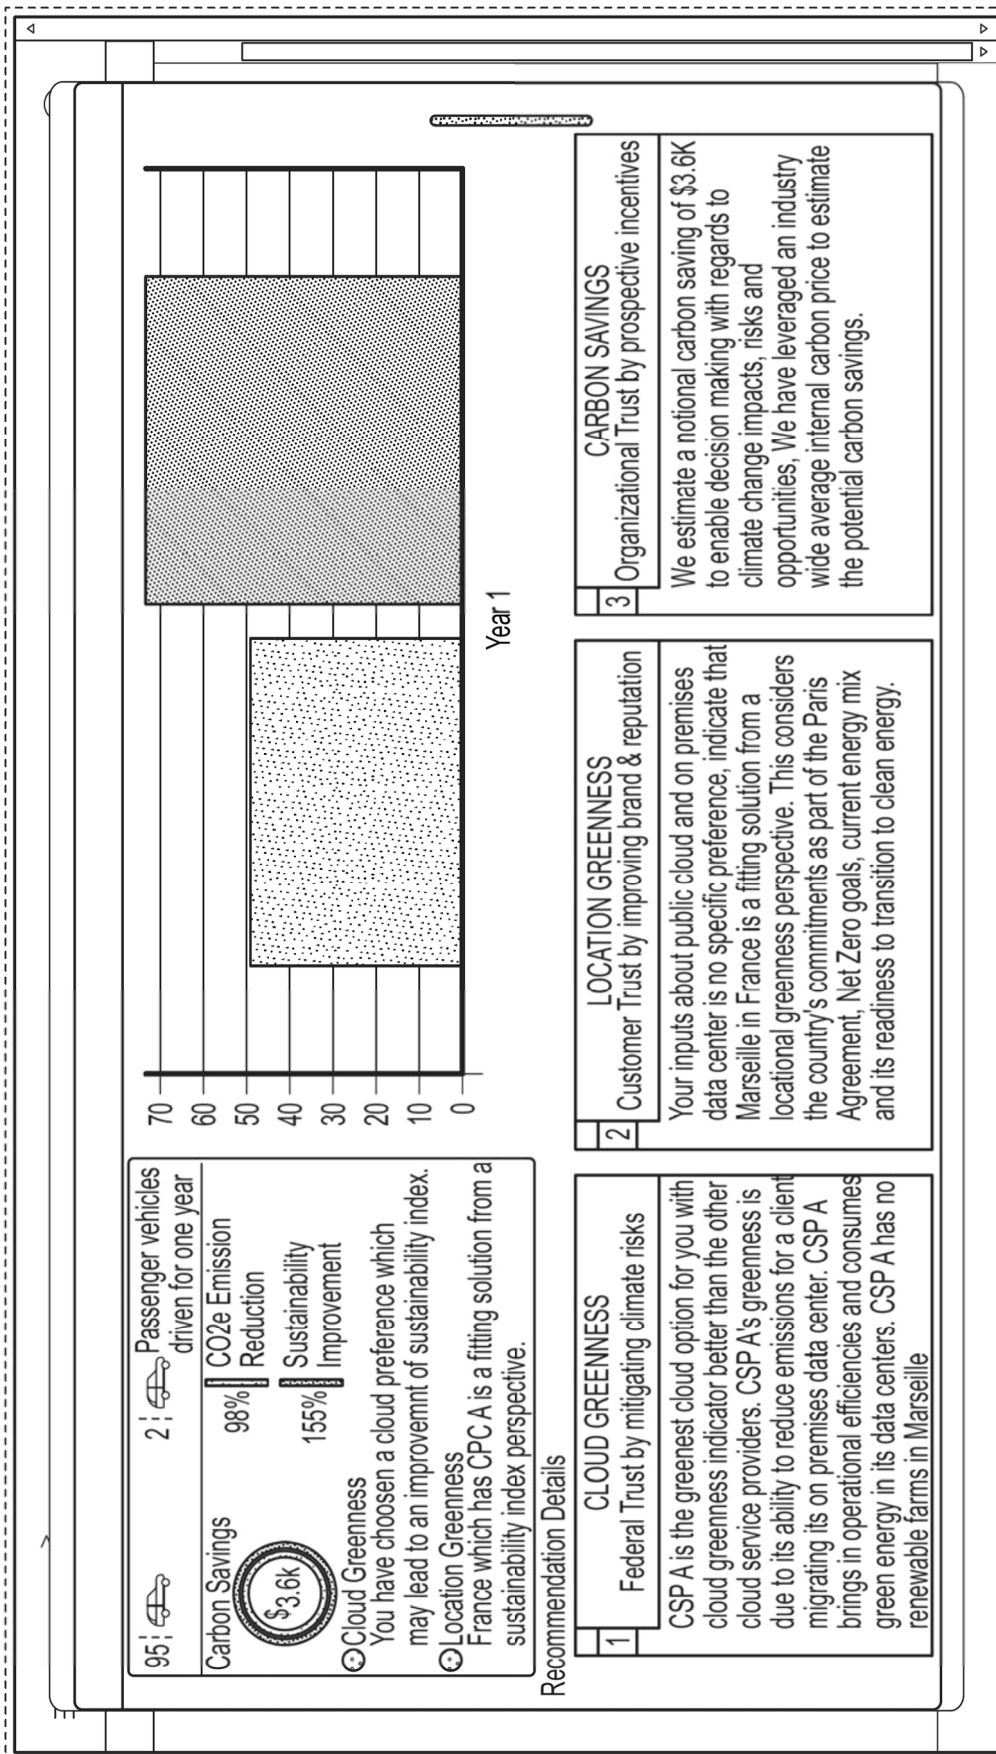 95
2
Passenger vehicles
driven for one year
Carbon Savings
$3.6k
98%
CO2e Emission
Reduction
155%
Sustainability
Improvement
Cloud Greenness
You have choosen a cloud preference which
may lead to an improvemnt of sustainability index.
Location Greenness
France which has CPC A is a fitting solution from a
sustainability index perspective.
70
60
50
40
30
20
10
0
Year 1
Recommendation Details
1
CLOUD GREENNESS
Federal Trust by mitigating climate risks
CSP A is the greenest cloud option for you with
cloud greenness indicator better than the other
cloud service providers. CSP A's greenness is
due to its ability to reduce emissions for a client
migrating its on premises data center. CSP A
brings in operational efficiencies and consumes
green energy in its data centers. CSP A has no
renewable farms in Marseille
2
LOCATION GREENNESS
Customer Trust by improving brand & reputation
Your inputs about public cloud and on premises
data center is no specific preference, indicate that
Marseille in France is a fitting solution from a
locational greenness perspective. This considers
the country's commitments as part of the Paris
Agreement, Net Zero goals, current energy mix
and its readiness to transition to clean energy.
3
CARBON SAVINGS
Organizational Trust by prospective incentives
We estimate a notional carbon saving of $3.6K
to enable decision making with regards to
climate change impacts, risks and
opportunities, We have leveraged an industry
wide average internal carbon price to estimate
the potential carbon savings.